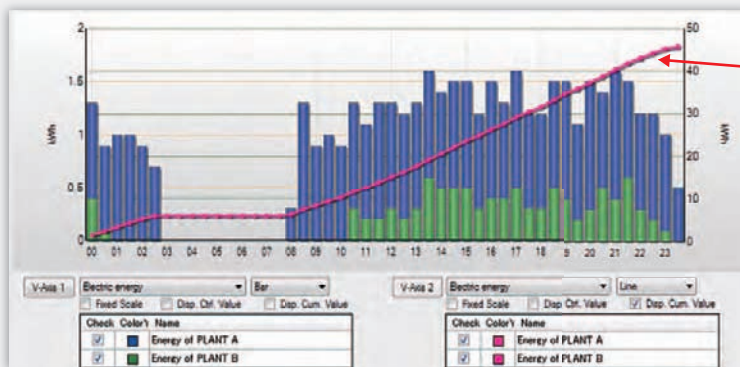 2 50
1.5 40
1 30
0.5 20
0 10
0
kWh kWh
00 01 02 03 04 05 06 07 08 09 10 11 12 13 14 15 16 17 18 9 20 21 22 23
V-Axis 1 Electric energy Bar V-Axis 2 Electric energy Line
Fixed Scale Disp. Ctrl. Value Disp. Cum. Value Fixed Scale Disp. Ctrl. Value Disp. Cum. Value
Check Color\ Name Check Color\ Name
Energy of PLANT A Energy of PLANT A
Energy of PLANT B Energy of PLANT B